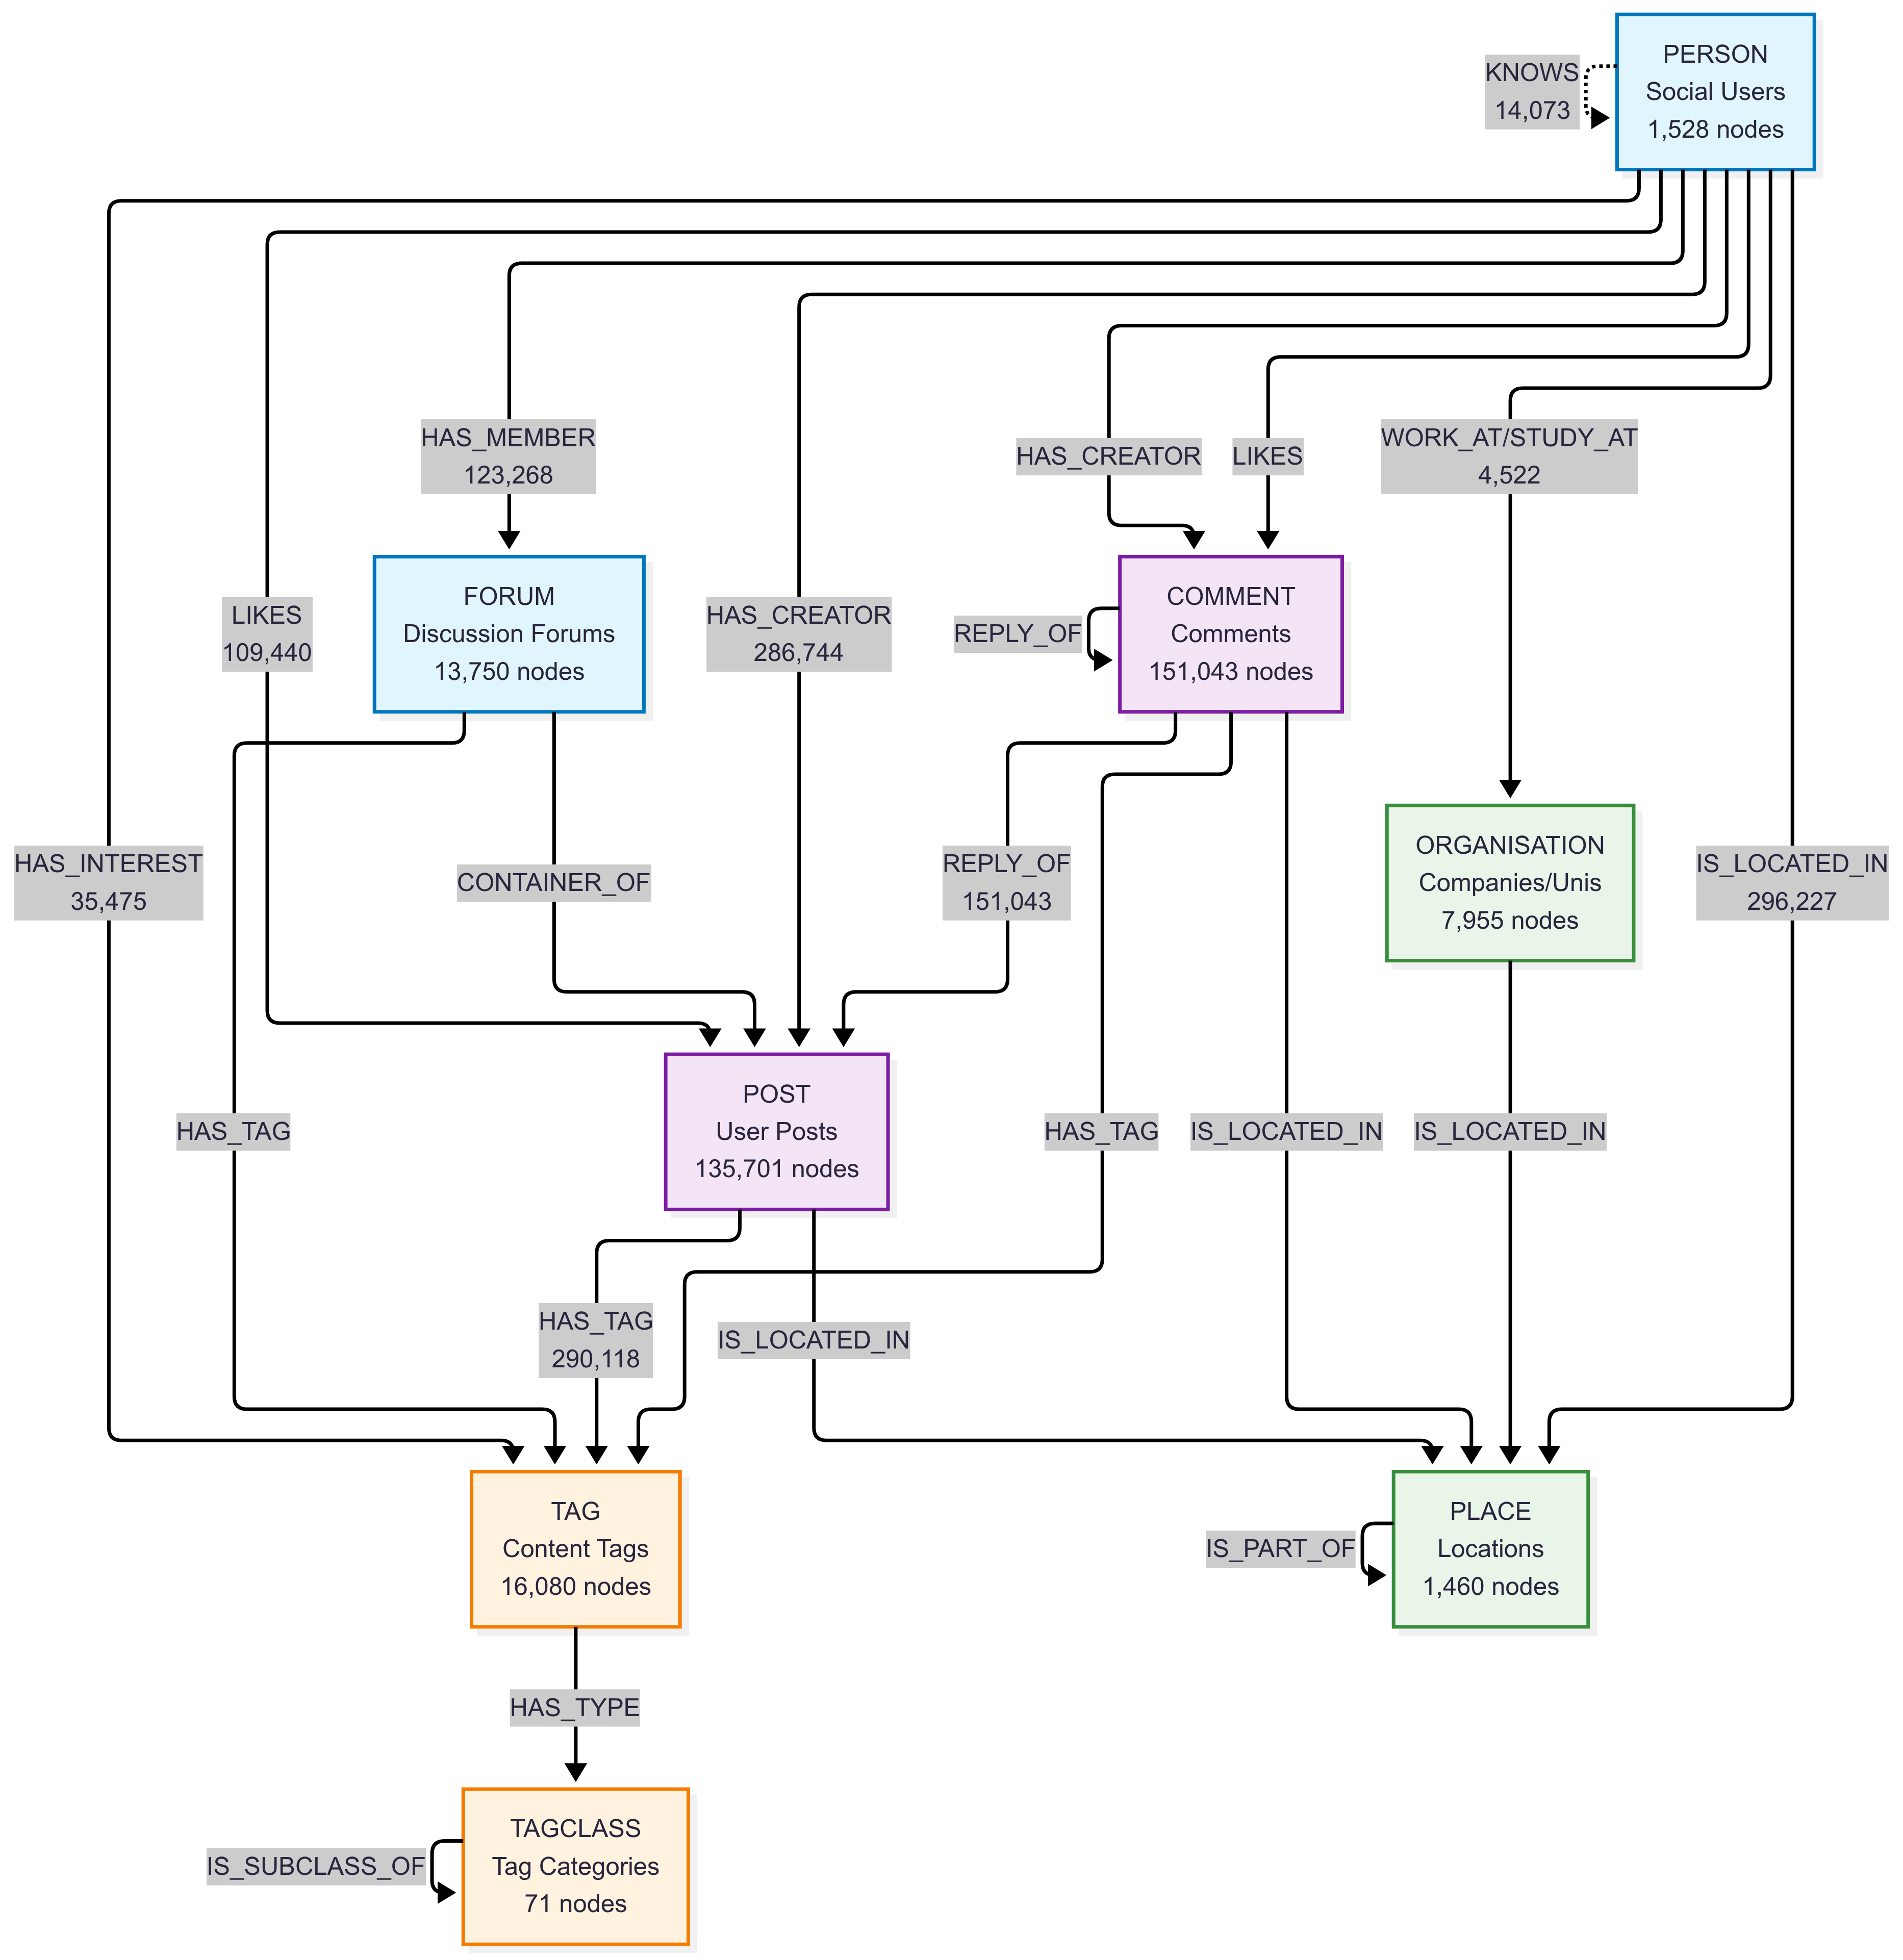 PERSON
Social Users
1,528 nodes
KNOWS
14,073
HAS_MEMBER
123,268
HAS_CREATOR
LIKES
WORK_AT/STUDY_AT
4,522
LIKES
109,440
FORUM
Discussion Forums
13,750 nodes
HAS_CREATOR
286,744
REPLY_OF
COMMENT
Comments
151,043 nodes
HAS_INTEREST
35,475
CONTAINER_OF
REPLY_OF
151,043
ORGANISATION
Companies/Unis
7,955 nodes
IS_LOCATED_IN
296,227
HAS_TAG
POST
User Posts
135,701 nodes
HAS_TAG
IS_LOCATED_IN
IS_LOCATED_IN
HAS_TAG
290,118
IS_LOCATED_IN
TAG
Content Tags
16,080 nodes
IS_PART_OF
PLACE
Locations
1,460 nodes
HAS_TYPE
IS_SUBCLASS_OF
TAGCLASS
Tag Categories
71 nodes